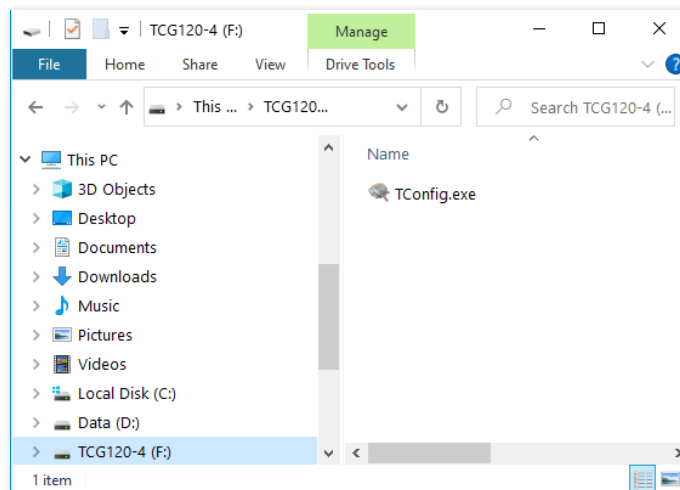 TCG120-4 (F:)
Manage
File
Home
Share
View
Drive Tools
?
This ...
TCG120...
Search TCG120-4 (...
This PC
3D Objects
Desktop
Documents
Downloads
Music
Pictures
Videos
Local Disk (C:)
Data (D:)
TCG120-4 (F:)
Name
TConfig.exe
1 item